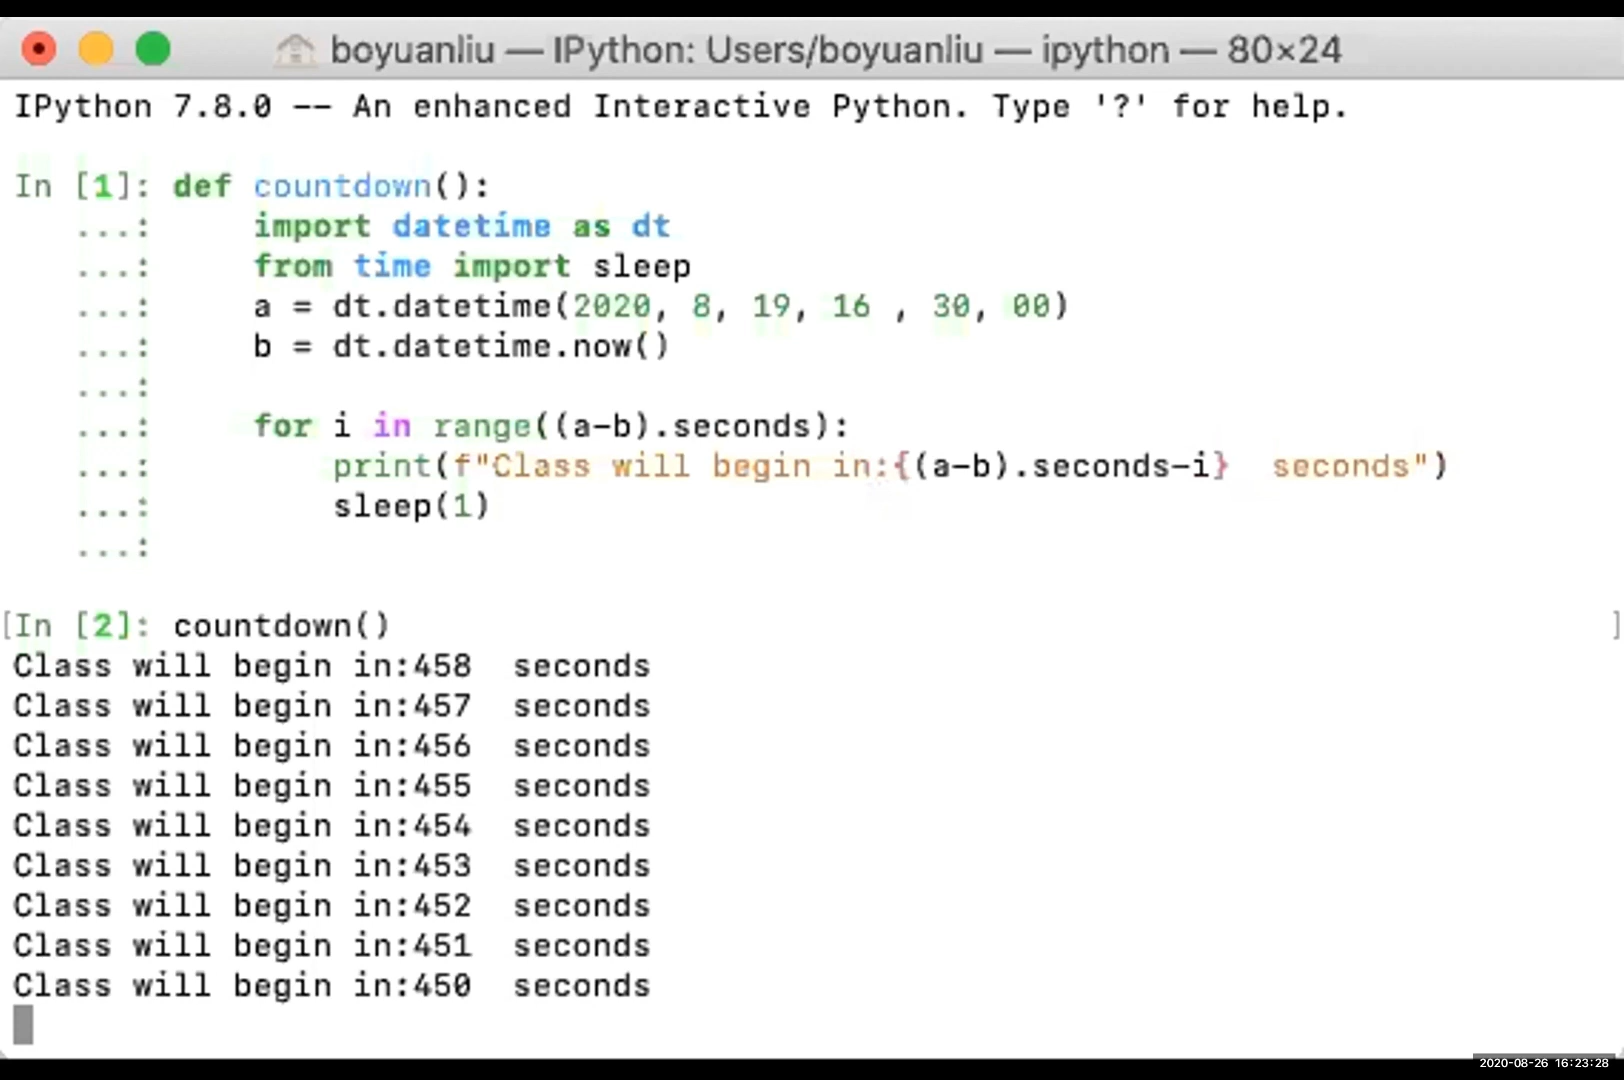 boyuanliu — IPython: Users/boyuanliu — ipython — 80×24
IPython 7.8.0 -- An enhanced Interactive Python. Type '?' for help.
In [1]: def countdown():
...: import datetime as dt
...: from time import sleep
...: a = dt.datetime(2020, 8, 19, 16 , 30, 00)
...: b = dt.datetime.now()
...:
...: for i in range((a-b).seconds):
...: print(f"Class will begin in:{(a-b).seconds-i}  seconds")
...: sleep(1)
...:
[In [2]: countdown() ]
Class will begin in:458  seconds
Class will begin in:457  seconds
Class will begin in:456  seconds
Class will begin in:455  seconds
Class will begin in:454  seconds
Class will begin in:453  seconds
Class will begin in:452  seconds
Class will begin in:451  seconds
Class will begin in:450  seconds
2020-08-26 16:23:28